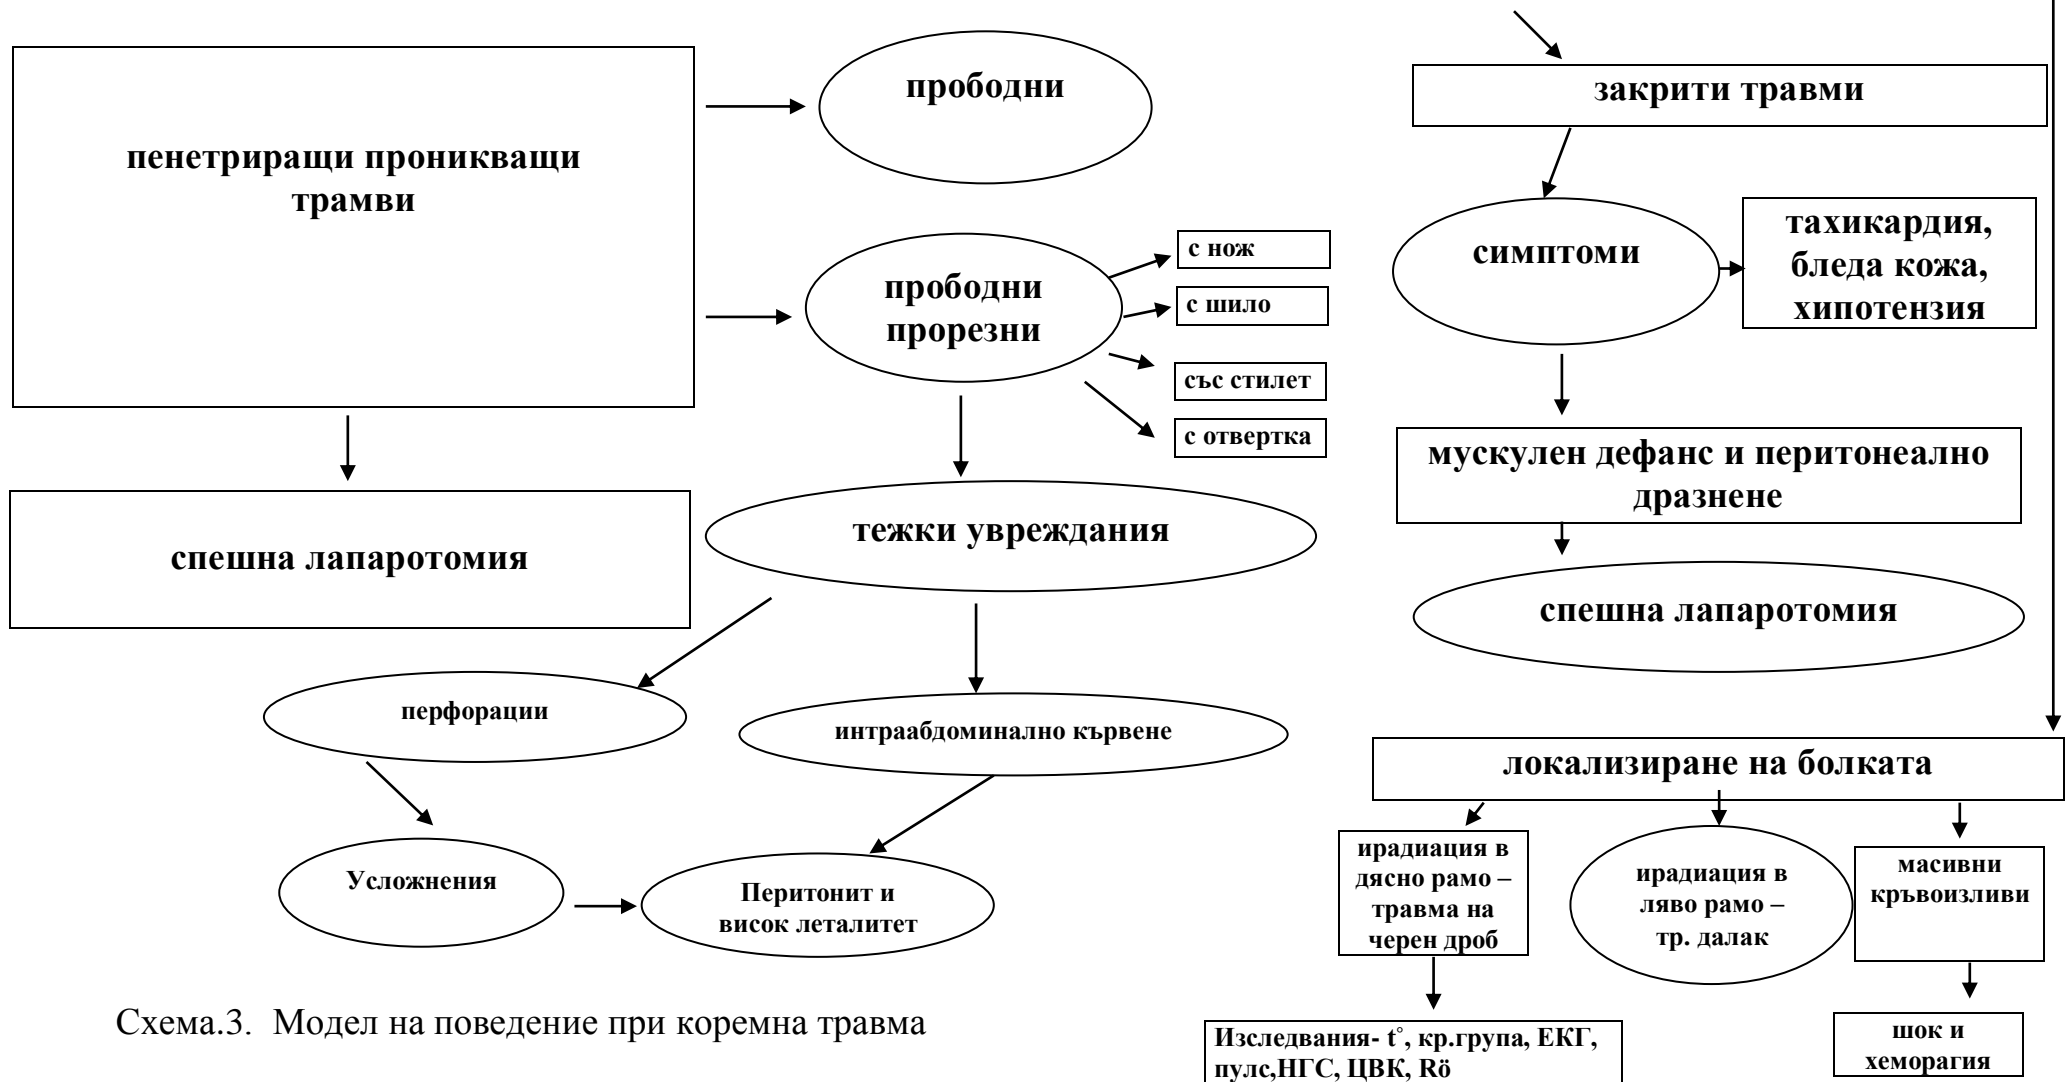 пенетриращи проникващи
трамви
прободни
прободни
прорезни
с нож
с шило
със стилет
с отвертка
спешна лапаротомия
тежки увреждания
перфорации
интраабдоминално кървене
Усложнения
Перитонит и
висок леталитет
закрити травми
симптоми
тахикардия,
бледа кожа,
хипотензия
мускулен дефанс и перитонеално
дразнене
спешна лапаротомия
локализиране на болката
ирадиация в
дясно рамо –
травма на
черен дроб
ирадиация в
ляво рамо –
тр. далак
масивни
кръвоизливи
Изследвания- t°, кр.група, ЕКГ,
пулс,НГС, ЦВК, Rö
шок и
хеморагия
Схема.3. Модел на поведение при коремна травма